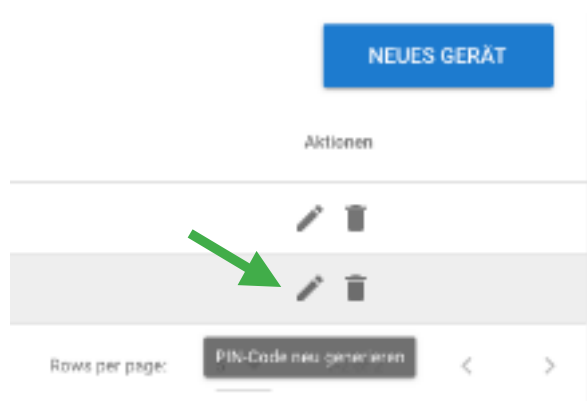 NEUES GERÄT
Aktionen
Rows per page:
PIN-Code neu generieren